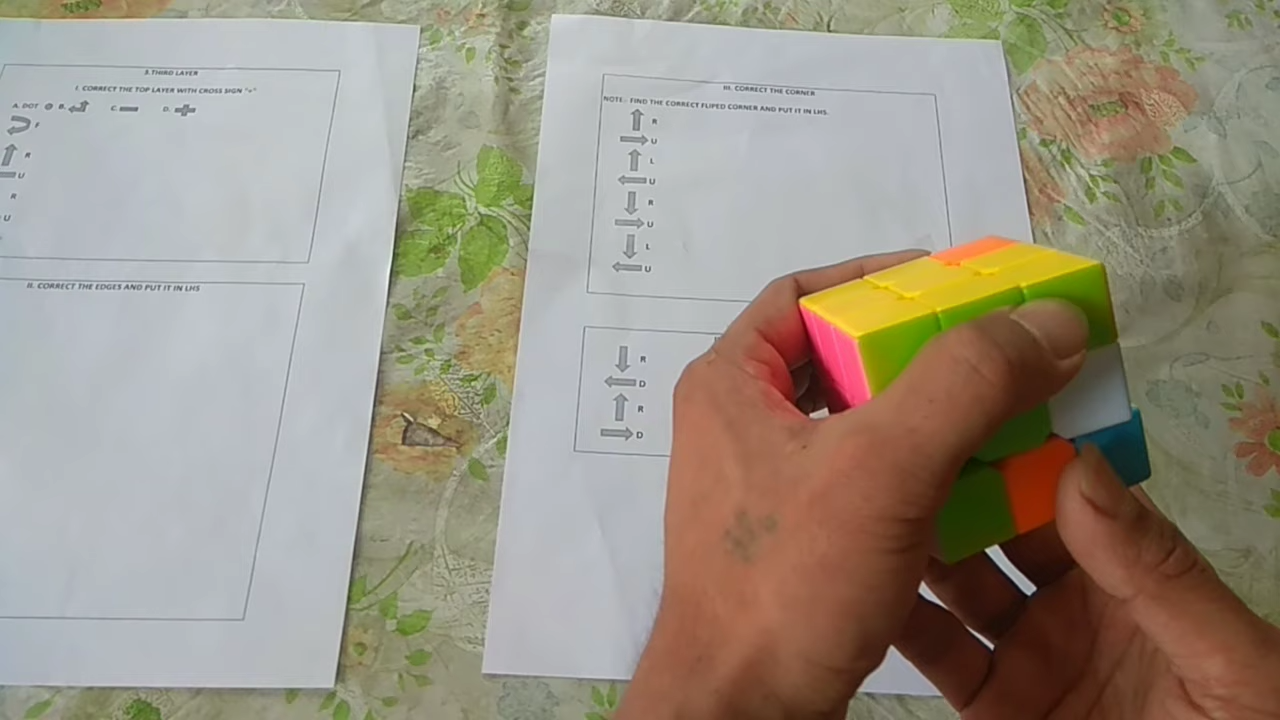 3.THIRD LAYER
I. CORRECT THE TOP LAYER WITH CROSS SIGN "+"
A. DOT B. C. D.
F
R
U
R
U
II. CORRECT THE EDGES AND PUT IT IN LHS
III. CORRECT THE CORNER
NOTE: FIND THE CORRECT FLIPED CORNER AND PUT IT IN LHS
R
U
L
U
R
U
L
U
R
D
R
D